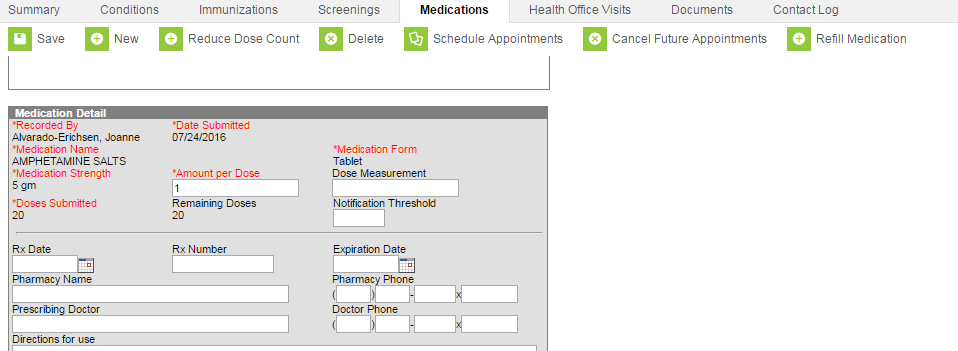 Summary Conditions Immunizations Screenings Medications Health Office Visits Documents Contact Log
Save New Reduce Dose Count Delete Schedule Appointments Cancel Future Appointments Refill Medication
Medication Detail
*Recorded By *Date Submitted
Alvarado-Erichsen, Joanne 07/24/2016
*Medication Name *Medication Form
AMPHETAMINE SALTS Tablet
*Medication Strength *Amount per Dose Dose Measurement
5 gm 1
*Doses Submitted Remaining Doses Notification Threshold
20 20
Rx Date Rx Number Expiration Date
Pharmacy Name Pharmacy Phone
( ) - x
Prescribing Doctor Doctor Phone
( ) - x
Directions for use